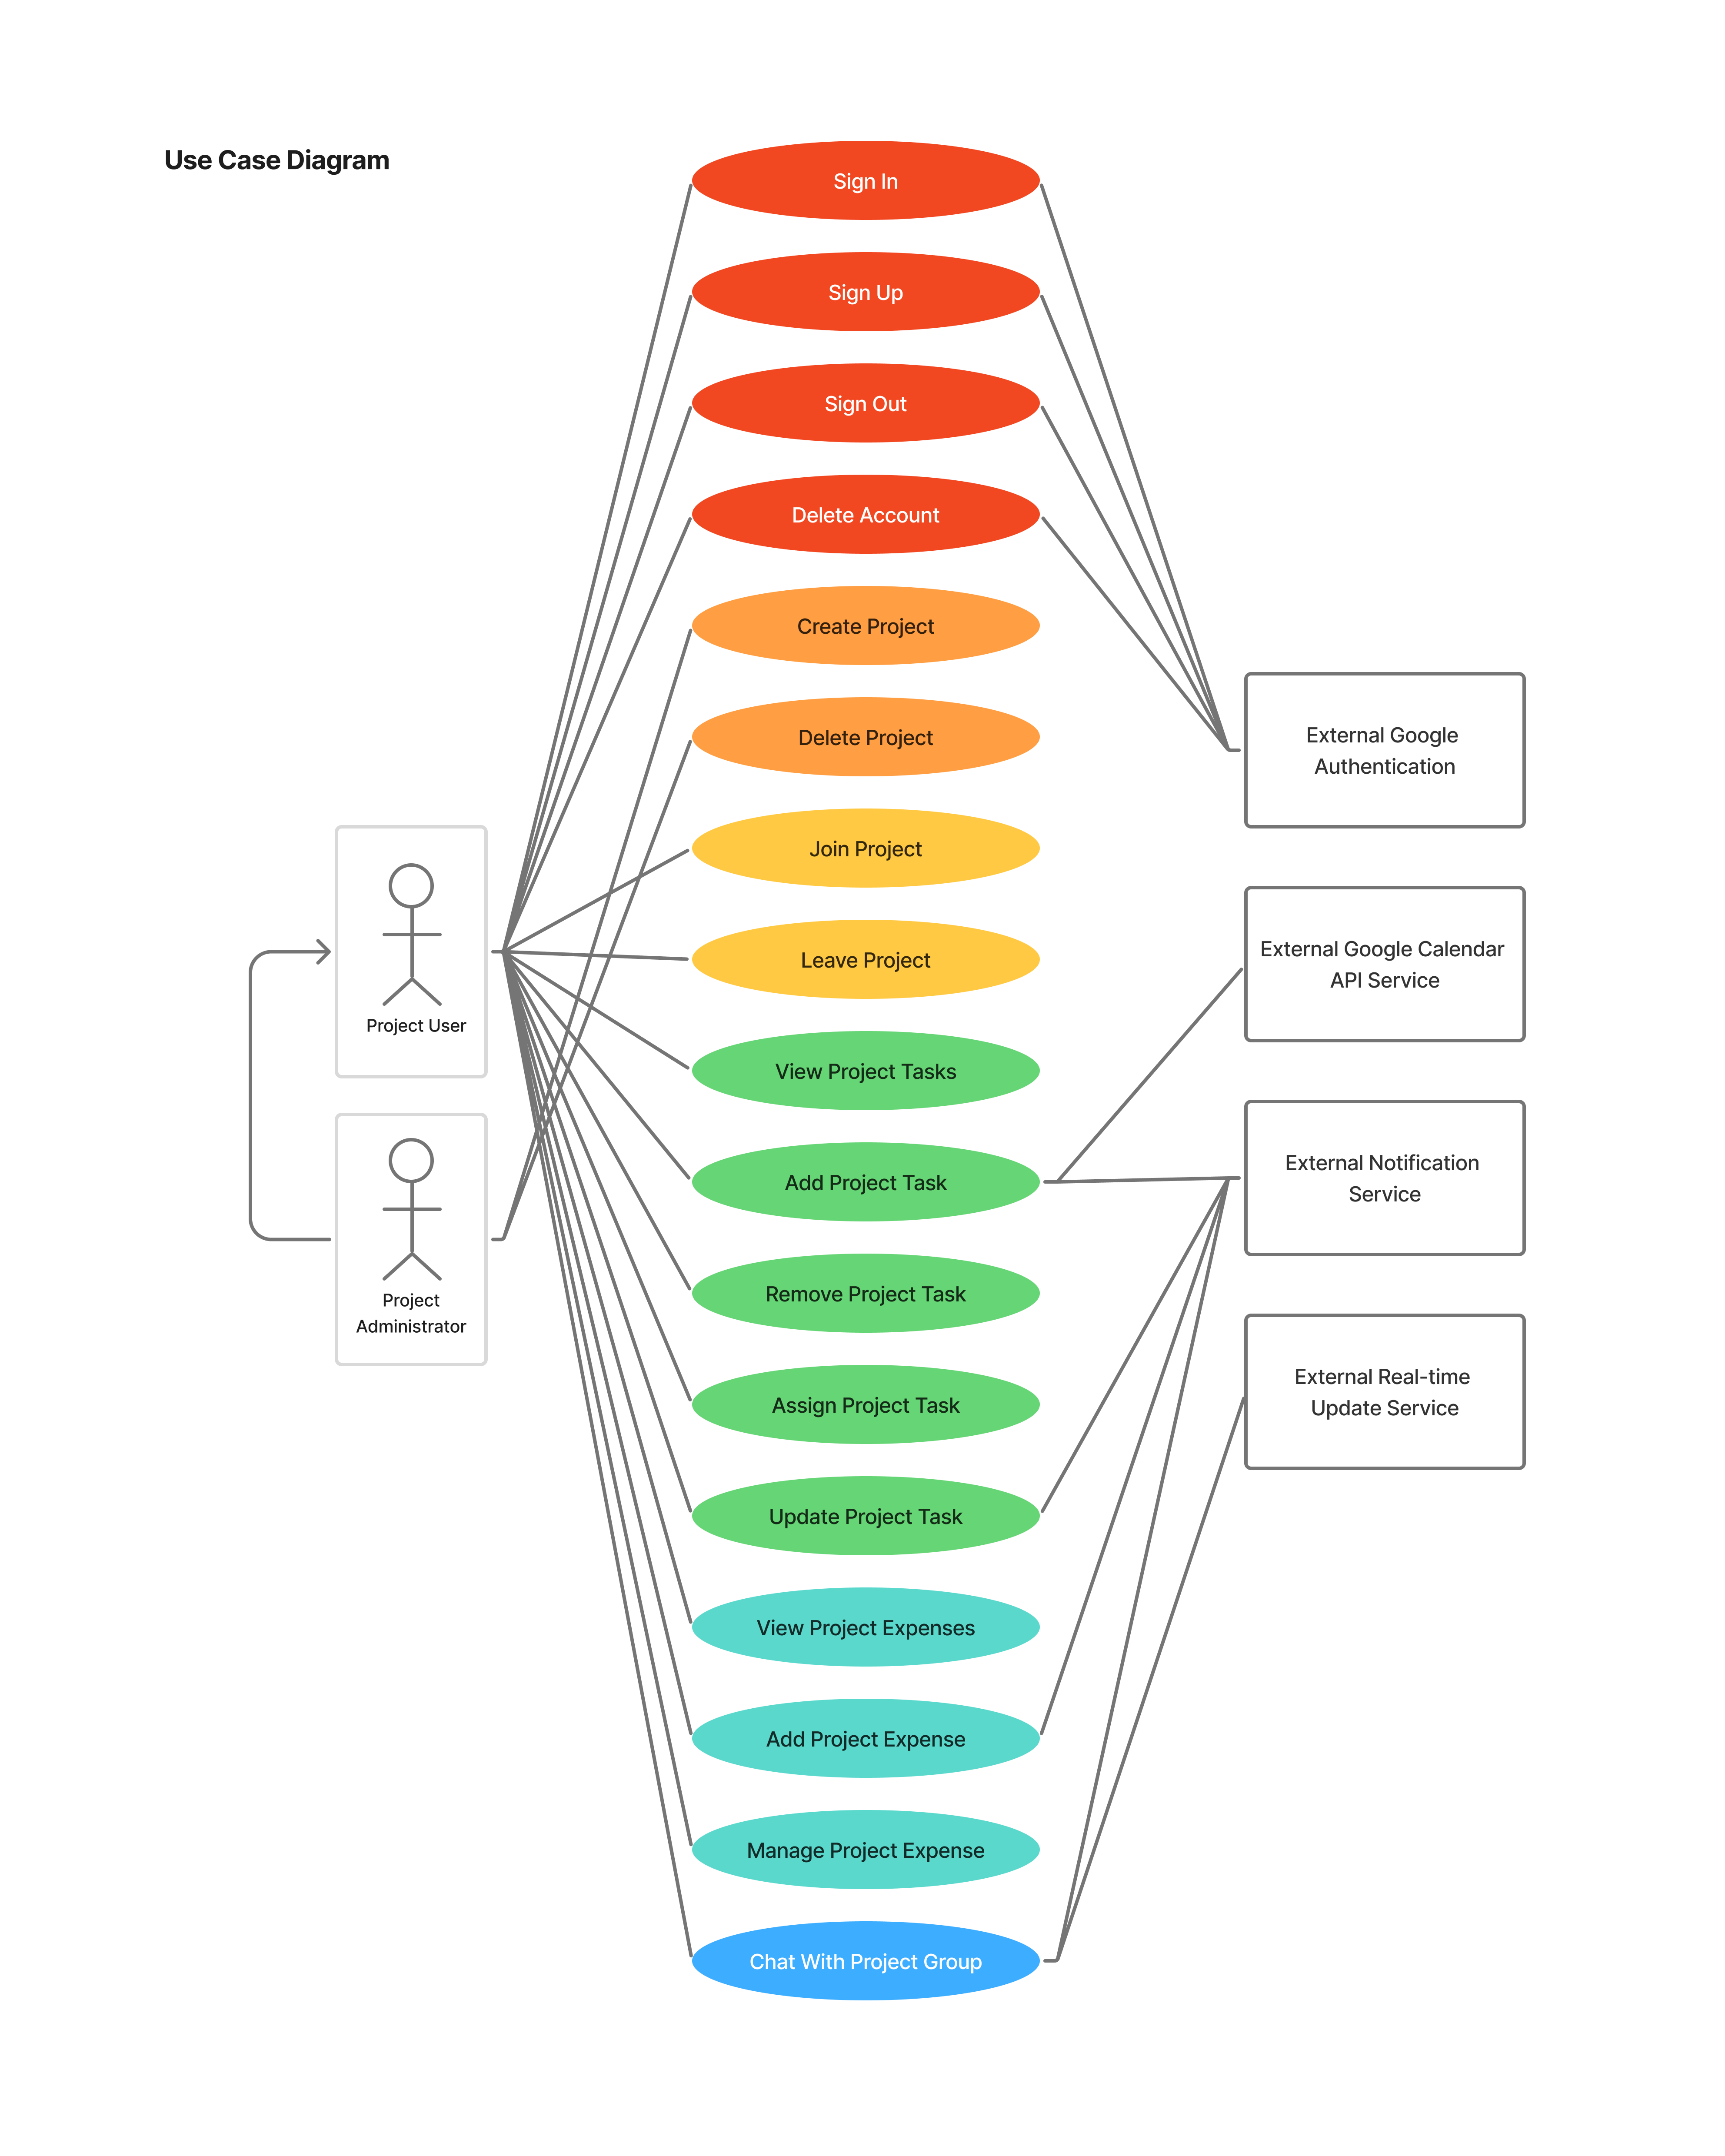 Use Case Diagram
Sign In
Sign Up
Sign Out
Delete Account
Create Project
Delete Project
Join Project
Leave Project
View Project Tasks
Add Project Task
Remove Project Task
Assign Project Task
Update Project Task
View Project Expenses
Add Project Expense
Manage Project Expense
Chat With Project Group
Project User
Project
Administrator
External Google
Authentication
External Google Calendar
API Service
External Notification
Service
External Real-time
Update Service